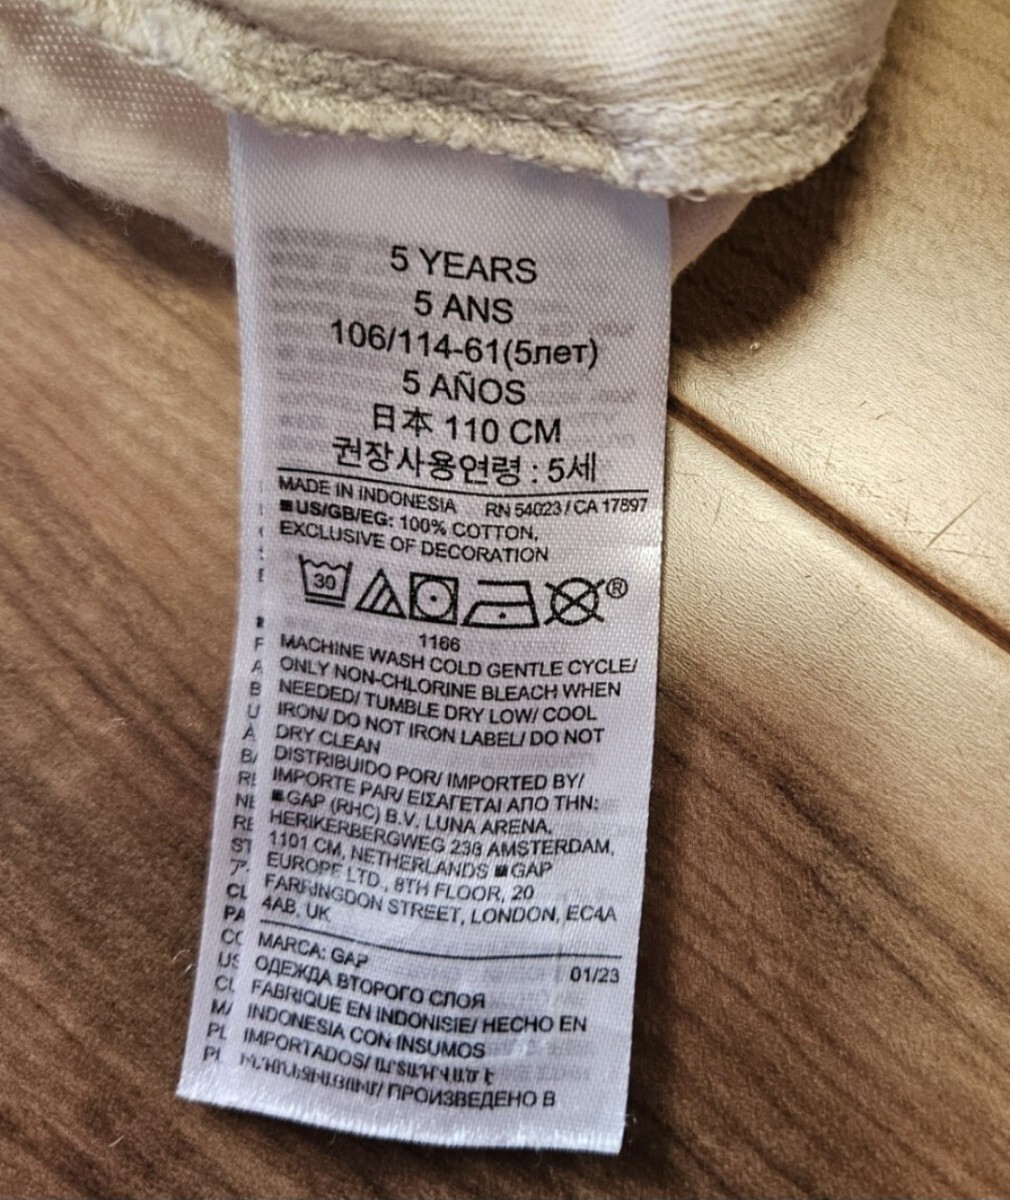 5 YEARS
5 ANS
106/114-61(5лет)
5 AÑOS
日本 110 CM
권장사용연령 : 5세
MADE IN INDONESIA RN 54023 / CA 17897
■US/GB/EG: 100% COTTON,
EXCLUSIVE OF DECORATION
30
®
1166
MACHINE WASH COLD GENTLE CYCLE/
ONLY NON-CHLORINE BLEACH WHEN
NEEDED/ TUMBLE DRY LOW/ COOL
IRON/ DO NOT IRON LABEL/ DO NOT
DRY CLEAN
DISTRIBUIDO POR/ IMPORTED BY/
IMPORTE PAR/ ΕΙΣΑΓΕΤΑΙ ΑΠΟ ΤΗΝ:
■GAP (RHC) B.V. LUNA ARENA,
HERIKERBERGWEG 238 AMSTERDAM,
1101 CM, NETHERLANDS ■GAP
EUROPE LTD., 8TH FLOOR, 20
FARRINGDON STREET, LONDON, EC4A
4AB, UK
MARCA: GAP 01/23
ОДЕЖДА ВТОРОГО СЛОЯ
FABRIQUE EN INDONISIE/ HECHO EN
INDONESIA CON INSUMOS
IMPORTADOS/ ԱՐՏԱԴՐՎԱԾ Է
ԻՆԴՈՆԵԶԻԱՅՈՒՄ/ ПРОИЗВЕДЕНО В